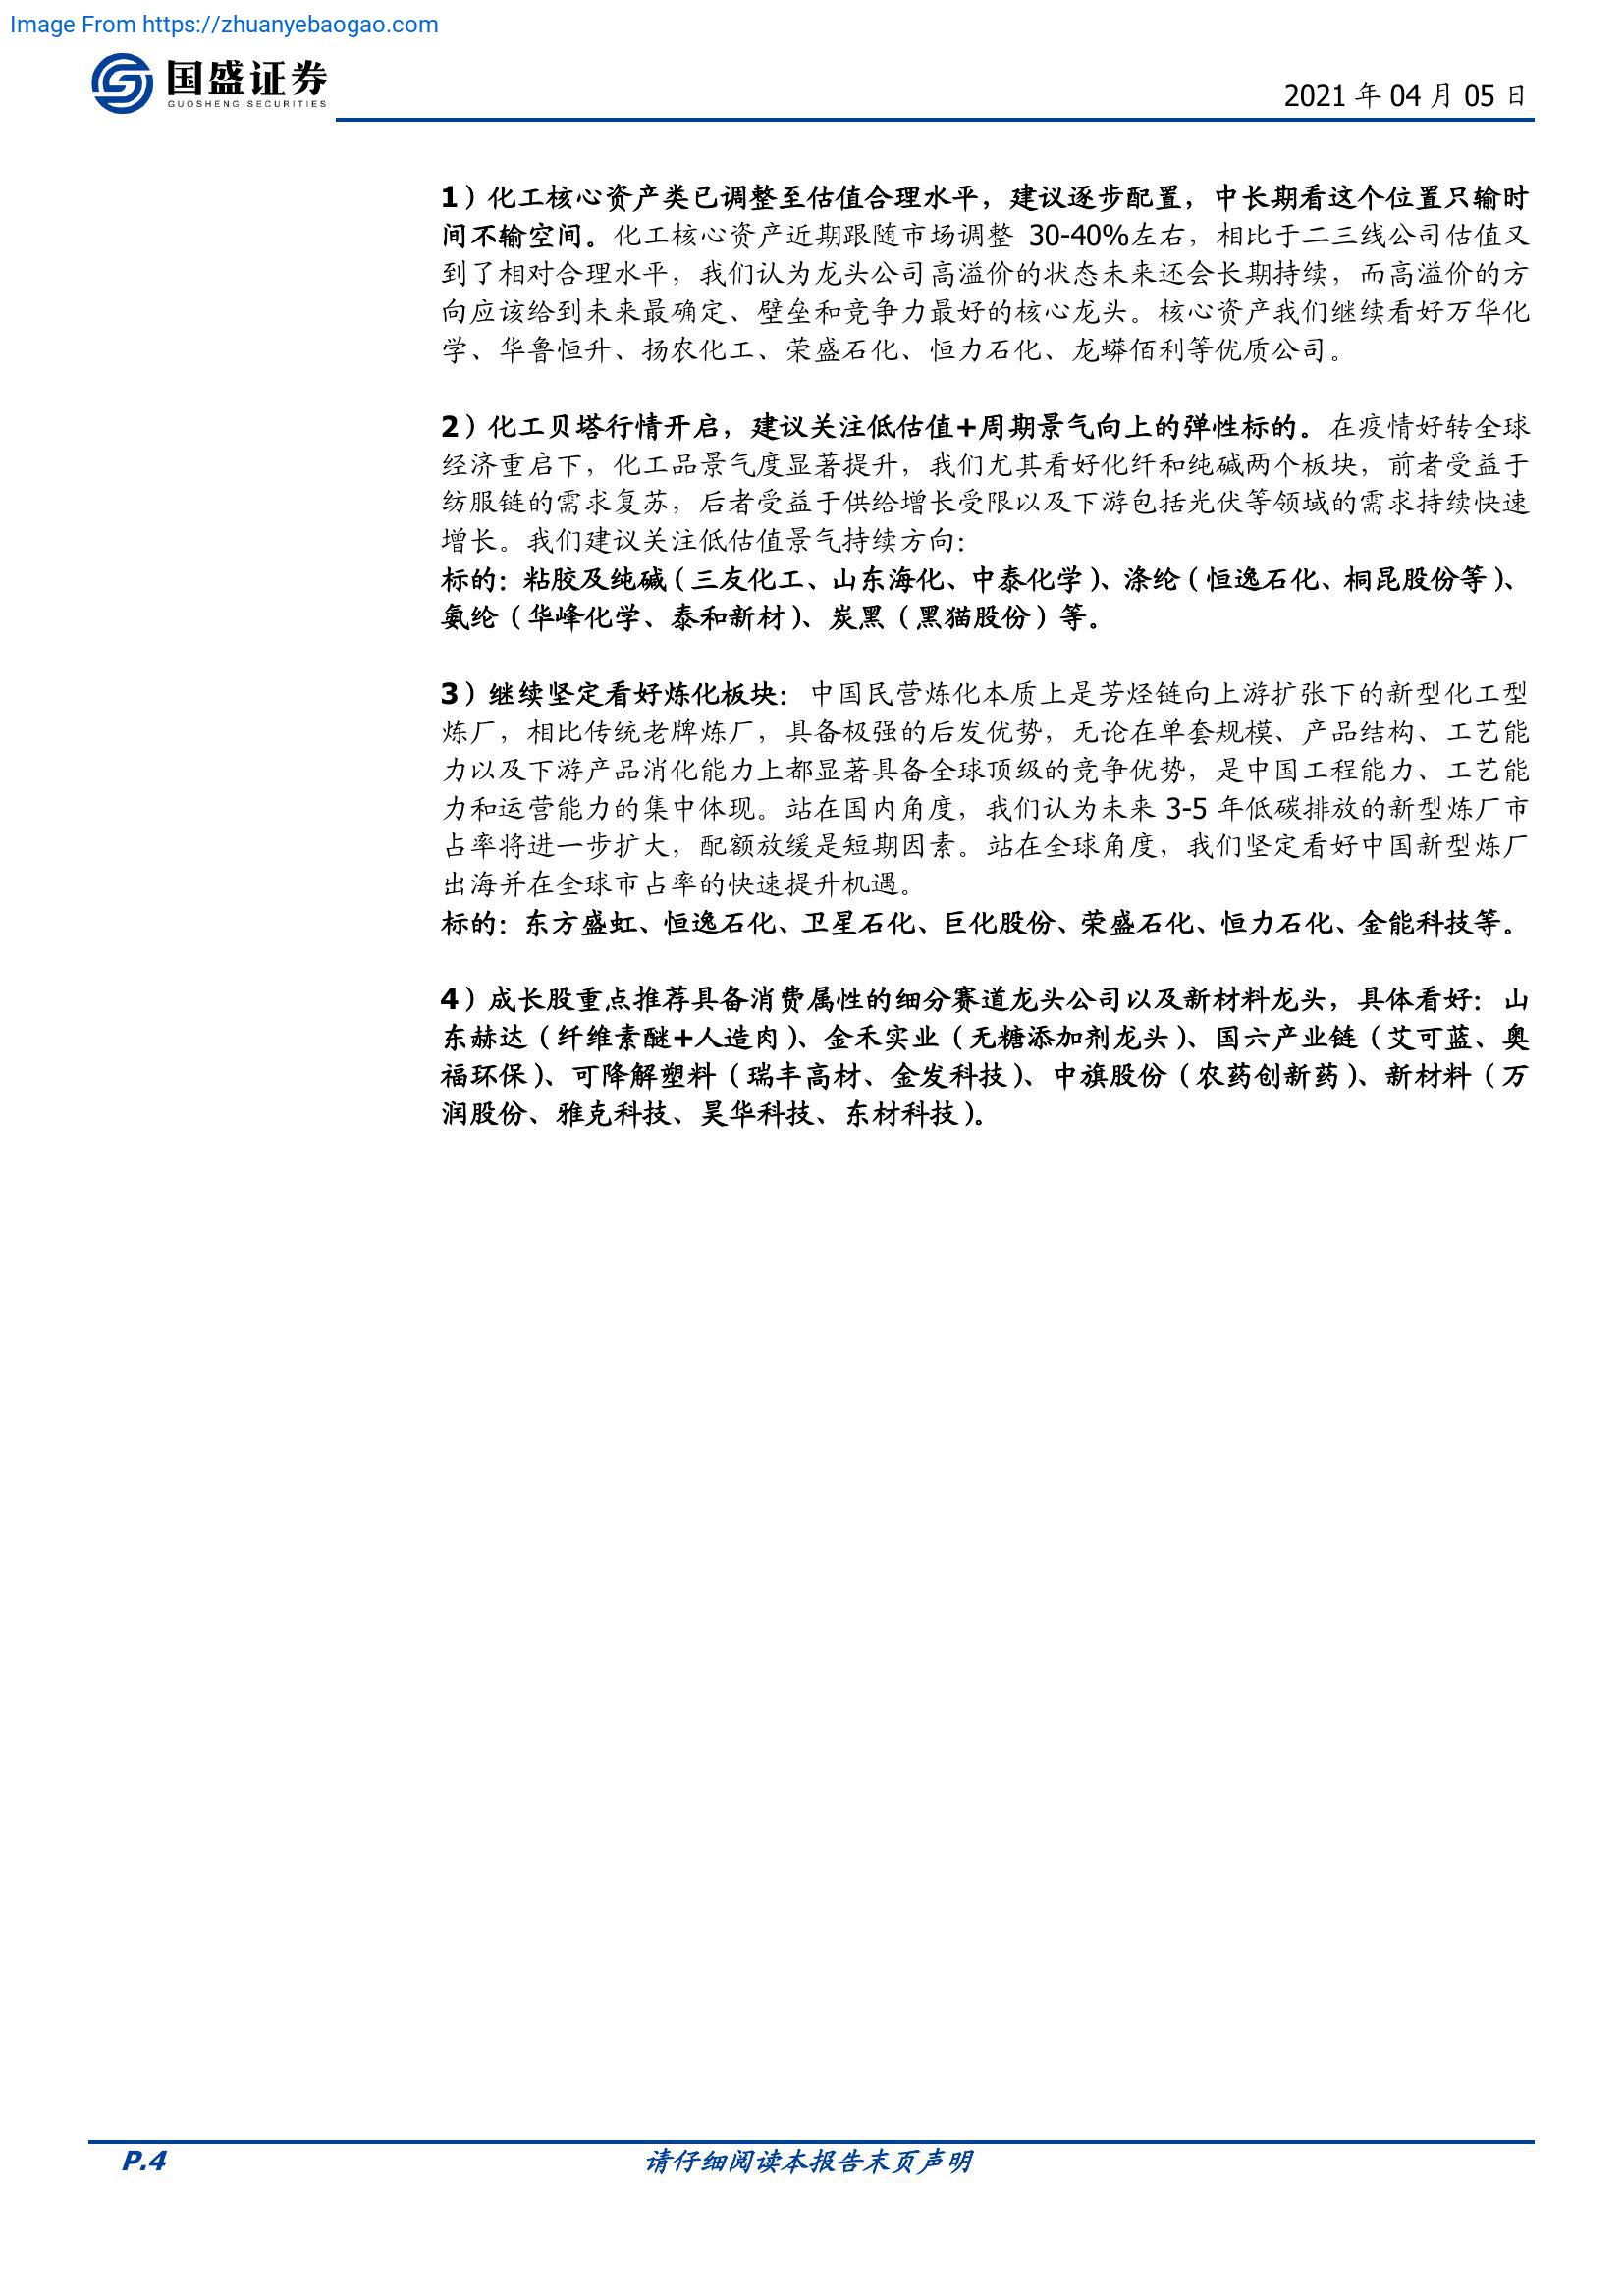 Image From https://zhuanyebaogao.com
国盛证券
GUOSHENG SECURITIES
2021 年 04 月 05 日
1）化工核心资产类已调整至估值合理水平，建议逐步配置，中长期看这个位置只输时
间不输空间。化工核心资产近期跟随市场调整 30-40%左右，相比于二三线公司估值又
到了相对合理水平，我们认为龙头公司高溢价的状态未来还会长期持续，而高溢价的方
向应该给到未来最确定、壁垒和竞争力最好的核心龙头。核心资产我们继续看好万华化
学、华鲁恒升、扬农化工、荣盛石化、恒力石化、龙蟒佰利等优质公司。
2）化工贝塔行情开启，建议关注低估值+周期景气向上的弹性标的。在疫情好转全球
经济重启下，化工品景气度显著提升，我们尤其看好化纤和纯碱两个板块，前者受益于
纺服链的需求复苏，后者受益于供给增长受限以及下游包括光伏等领域的需求持续快速
增长。我们建议关注低估值景气持续方向：
标的：粘胶及纯碱（三友化工、山东海化、中泰化学）、涤纶（恒逸石化、桐昆股份等）、
氨纶（华峰化学、泰和新材）、炭黑（黑猫股份）等。
3）继续坚定看好炼化板块：中国民营炼化本质上是芳烃链向上游扩张下的新型化工型
炼厂，相比传统老牌炼厂，具备极强的后发优势，无论在单套规模、产品结构、工艺能
力以及下游产品消化能力上都显著具备全球顶级的竞争优势，是中国工程能力、工艺能
力和运营能力的集中体现。站在国内角度，我们认为未来 3-5 年低碳排放的新型炼厂市
占率将进一步扩大，配额放缓是短期因素。站在全球角度，我们坚定看好中国新型炼厂
出海并在全球市占率的快速提升机遇。
标的：东方盛虹、恒逸石化、卫星石化、巨化股份、荣盛石化、恒力石化、金能科技等。
4）成长股重点推荐具备消费属性的细分赛道龙头公司以及新材料龙头，具体看好：山
东赫达（纤维素醚+人造肉）、金禾实业（无糖添加剂龙头）、国六产业链（艾可蓝、奥
福环保）、可降解塑料（瑞丰高材、金发科技）、中旗股份（农药创新药）、新材料（万
润股份、雅克科技、昊华科技、东材科技）。
P.4
请仔细阅读本报告末页声明